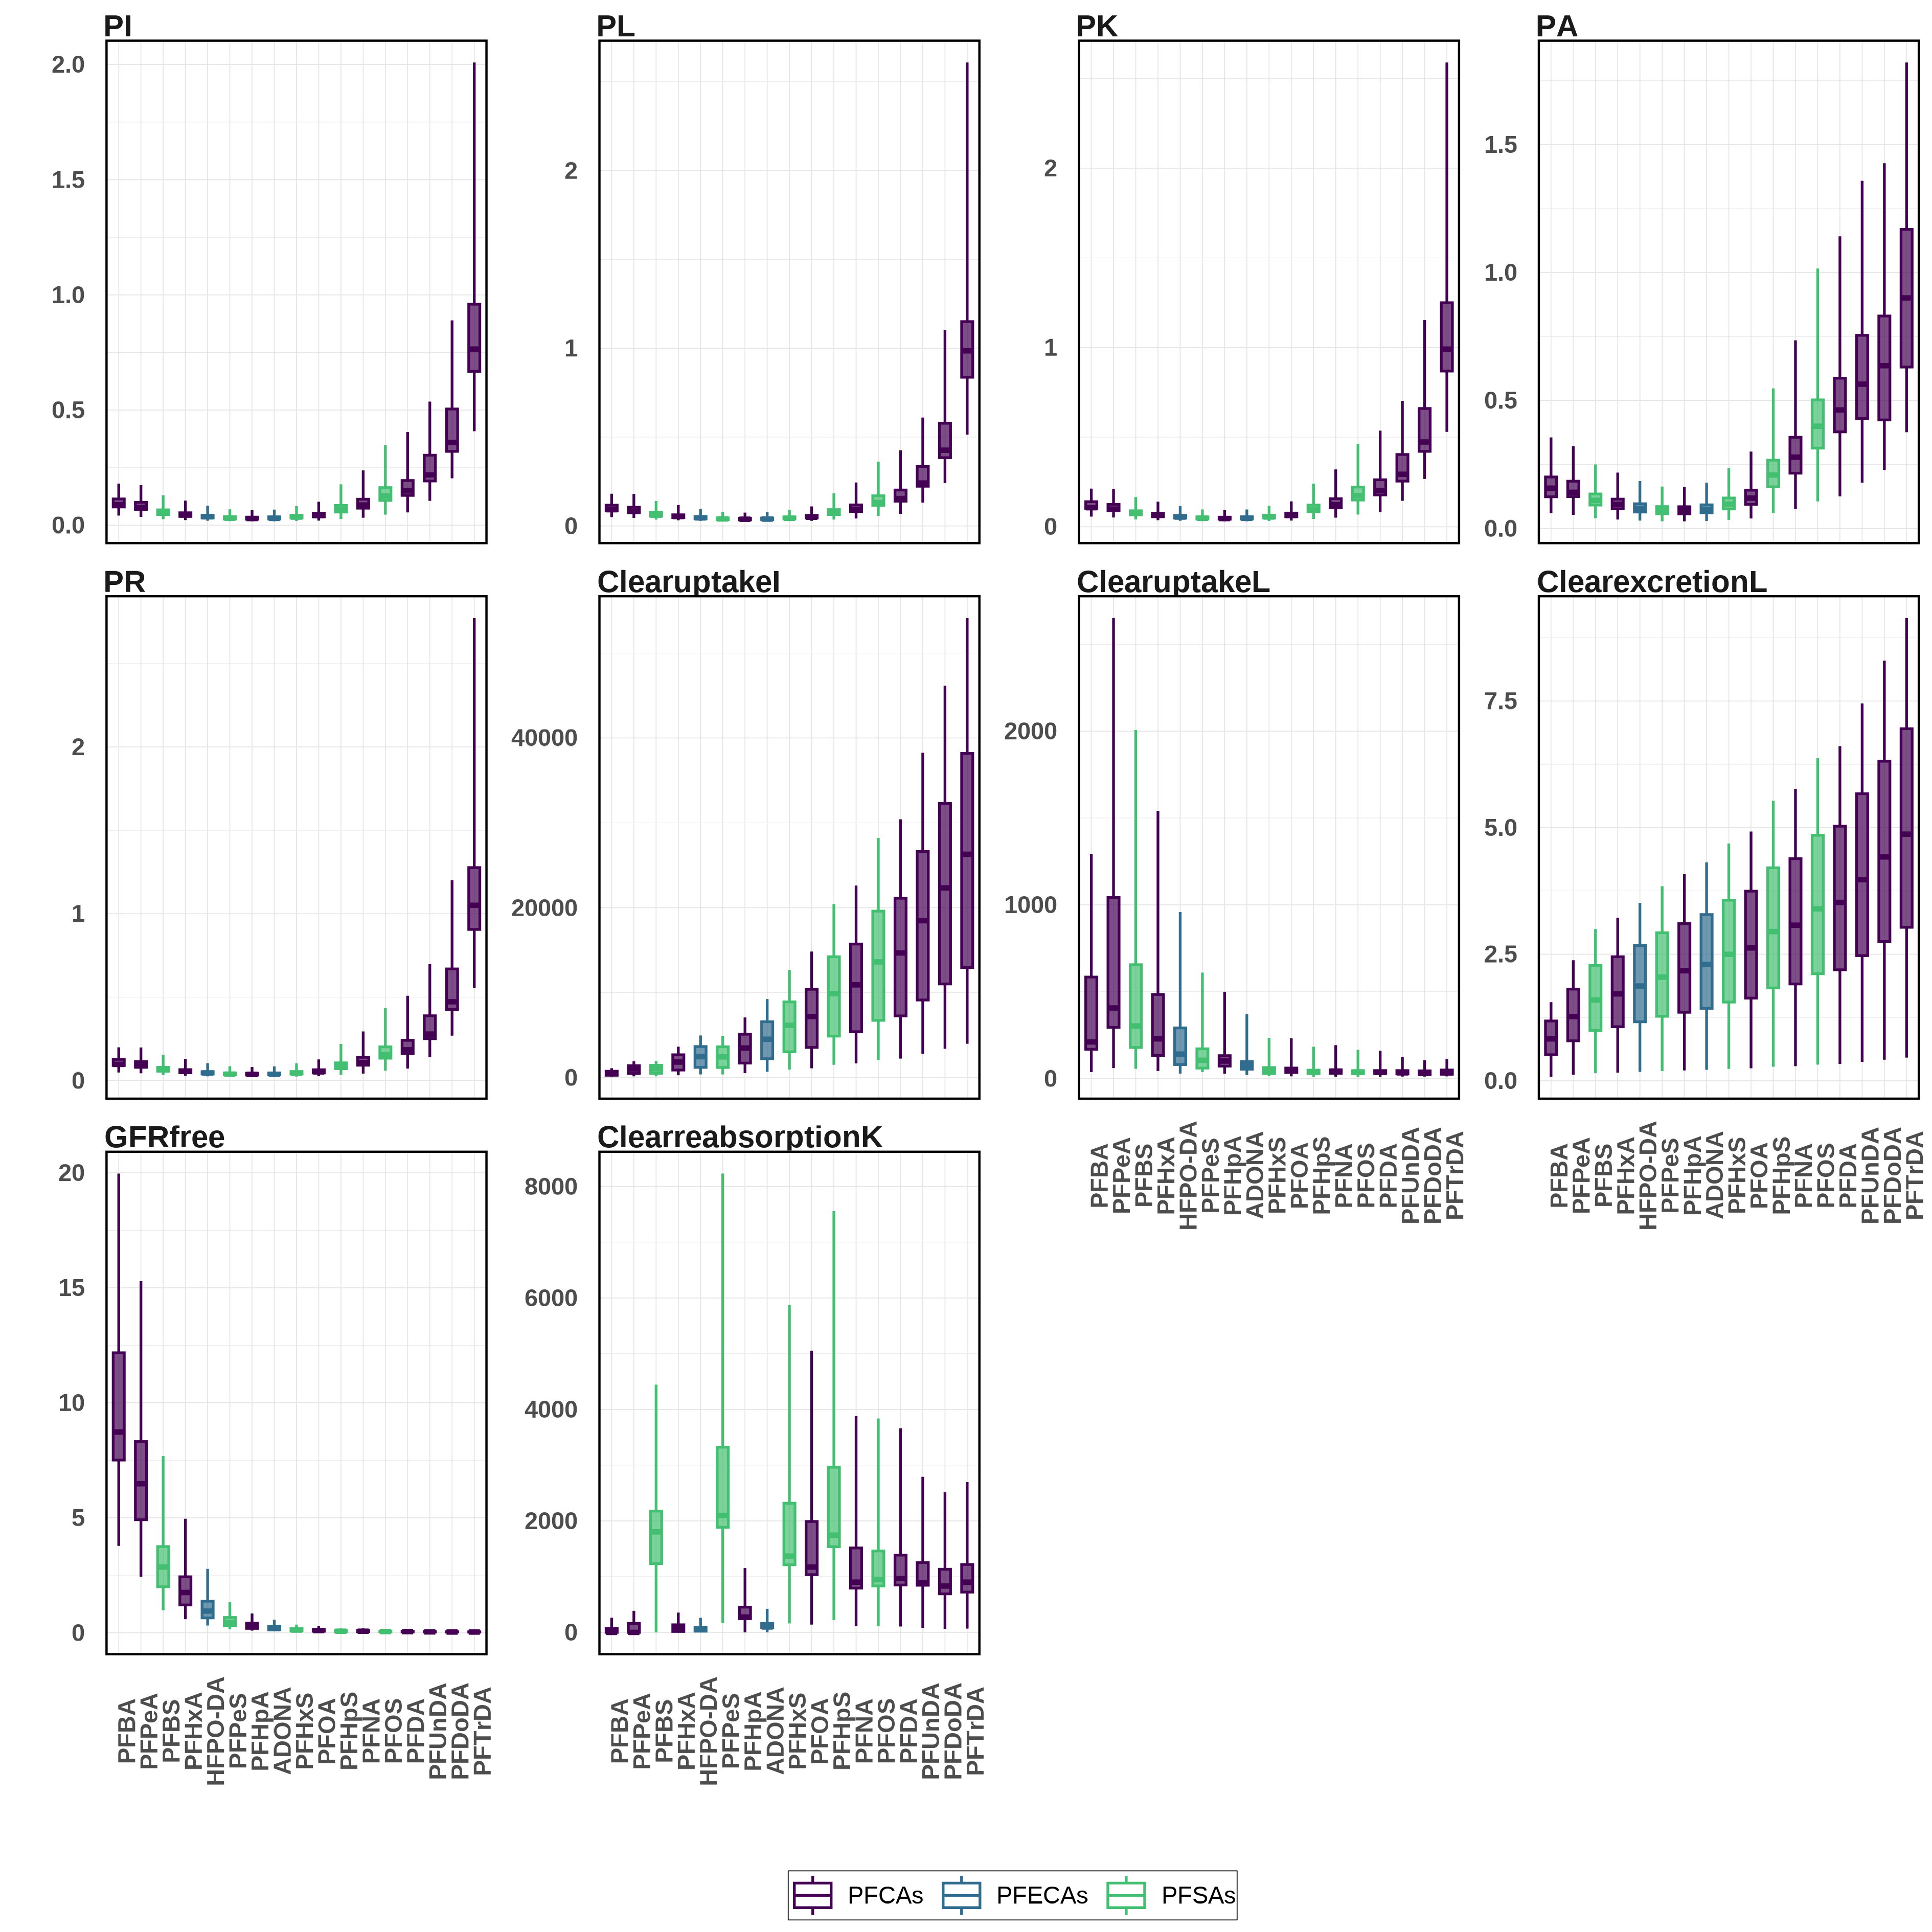 PI
PL
PK
PA
2.0
1.5
1.0
0.5
0.0
2
1
0
2
1
0
1.5
1.0
0.5
0.0
PR
ClearuptakeI
ClearuptakeL
ClearexcretionL
2
1
0
40000
20000
0
2000
1000
0
7.5
5.0
2.5
0.0
PFBA
PFPeA
PFBS
PFHxA
HFPO-DA
PFPeS
PFHpA
ADONA
PFHxS
PFOA
PFHpS
PFNA
PFOS
PFDA
PFUnDA
PFDoDA
PFTrDA
PFBA
PFPeA
PFBS
PFHxA
HFPO-DA
PFPeS
PFHpA
ADONA
PFHxS
PFOA
PFHpS
PFNA
PFOS
PFDA
PFUnDA
PFDoDA
PFTrDA
GFRfree
ClearreabsorptionK
20
15
10
5
0
8000
6000
4000
2000
0
PFBA
PFPeA
PFBS
PFHxA
HFPO-DA
PFPeS
PFHpA
ADONA
PFHxS
PFOA
PFHpS
PFNA
PFOS
PFDA
PFUnDA
PFDoDA
PFTrDA
PFBA
PFPeA
PFBS
PFHxA
HFPO-DA
PFPeS
PFHpA
ADONA
PFHxS
PFOA
PFHpS
PFNA
PFOS
PFDA
PFUnDA
PFDoDA
PFTrDA
PFCAs PFECAs PFSAs